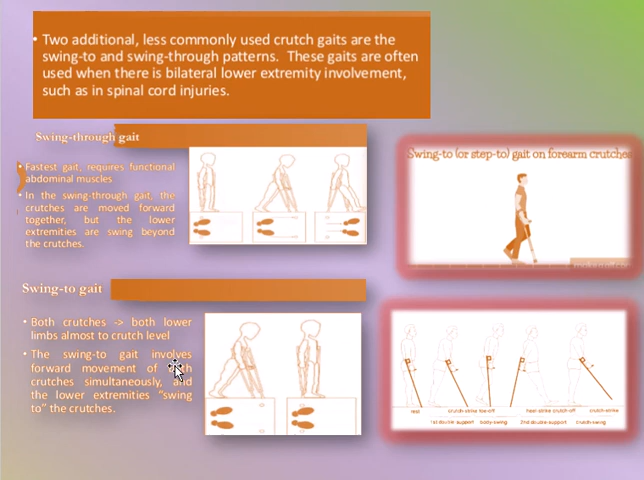 • Two additional, less commonly used crutch gaits are the
swing-to and swing-through patterns. These gaits are often
used when there is bilateral lower extremity involvement,
such as in spinal cord injuries.
Swing-through gait
• Fastest gait, requires functional
abdominal muscles
• In the swing-through gait, the
crutches are moved forward
together, but the lower
extremities are swing beyond
the crutches.
Swing-to (or step-to) gait on forearm crutches
Swing-to gait
• Both crutches -> both lower
limbs almost to crutch level
• The swing-to gait involves
forward movement of both
crutches simultaneously, and
the lower extremities “swing
to” the crutches.
rest crutch-strike toe-off heel-strike crutch-off crutch-strike
1st double support body-swing 2nd double-support crutch-swing